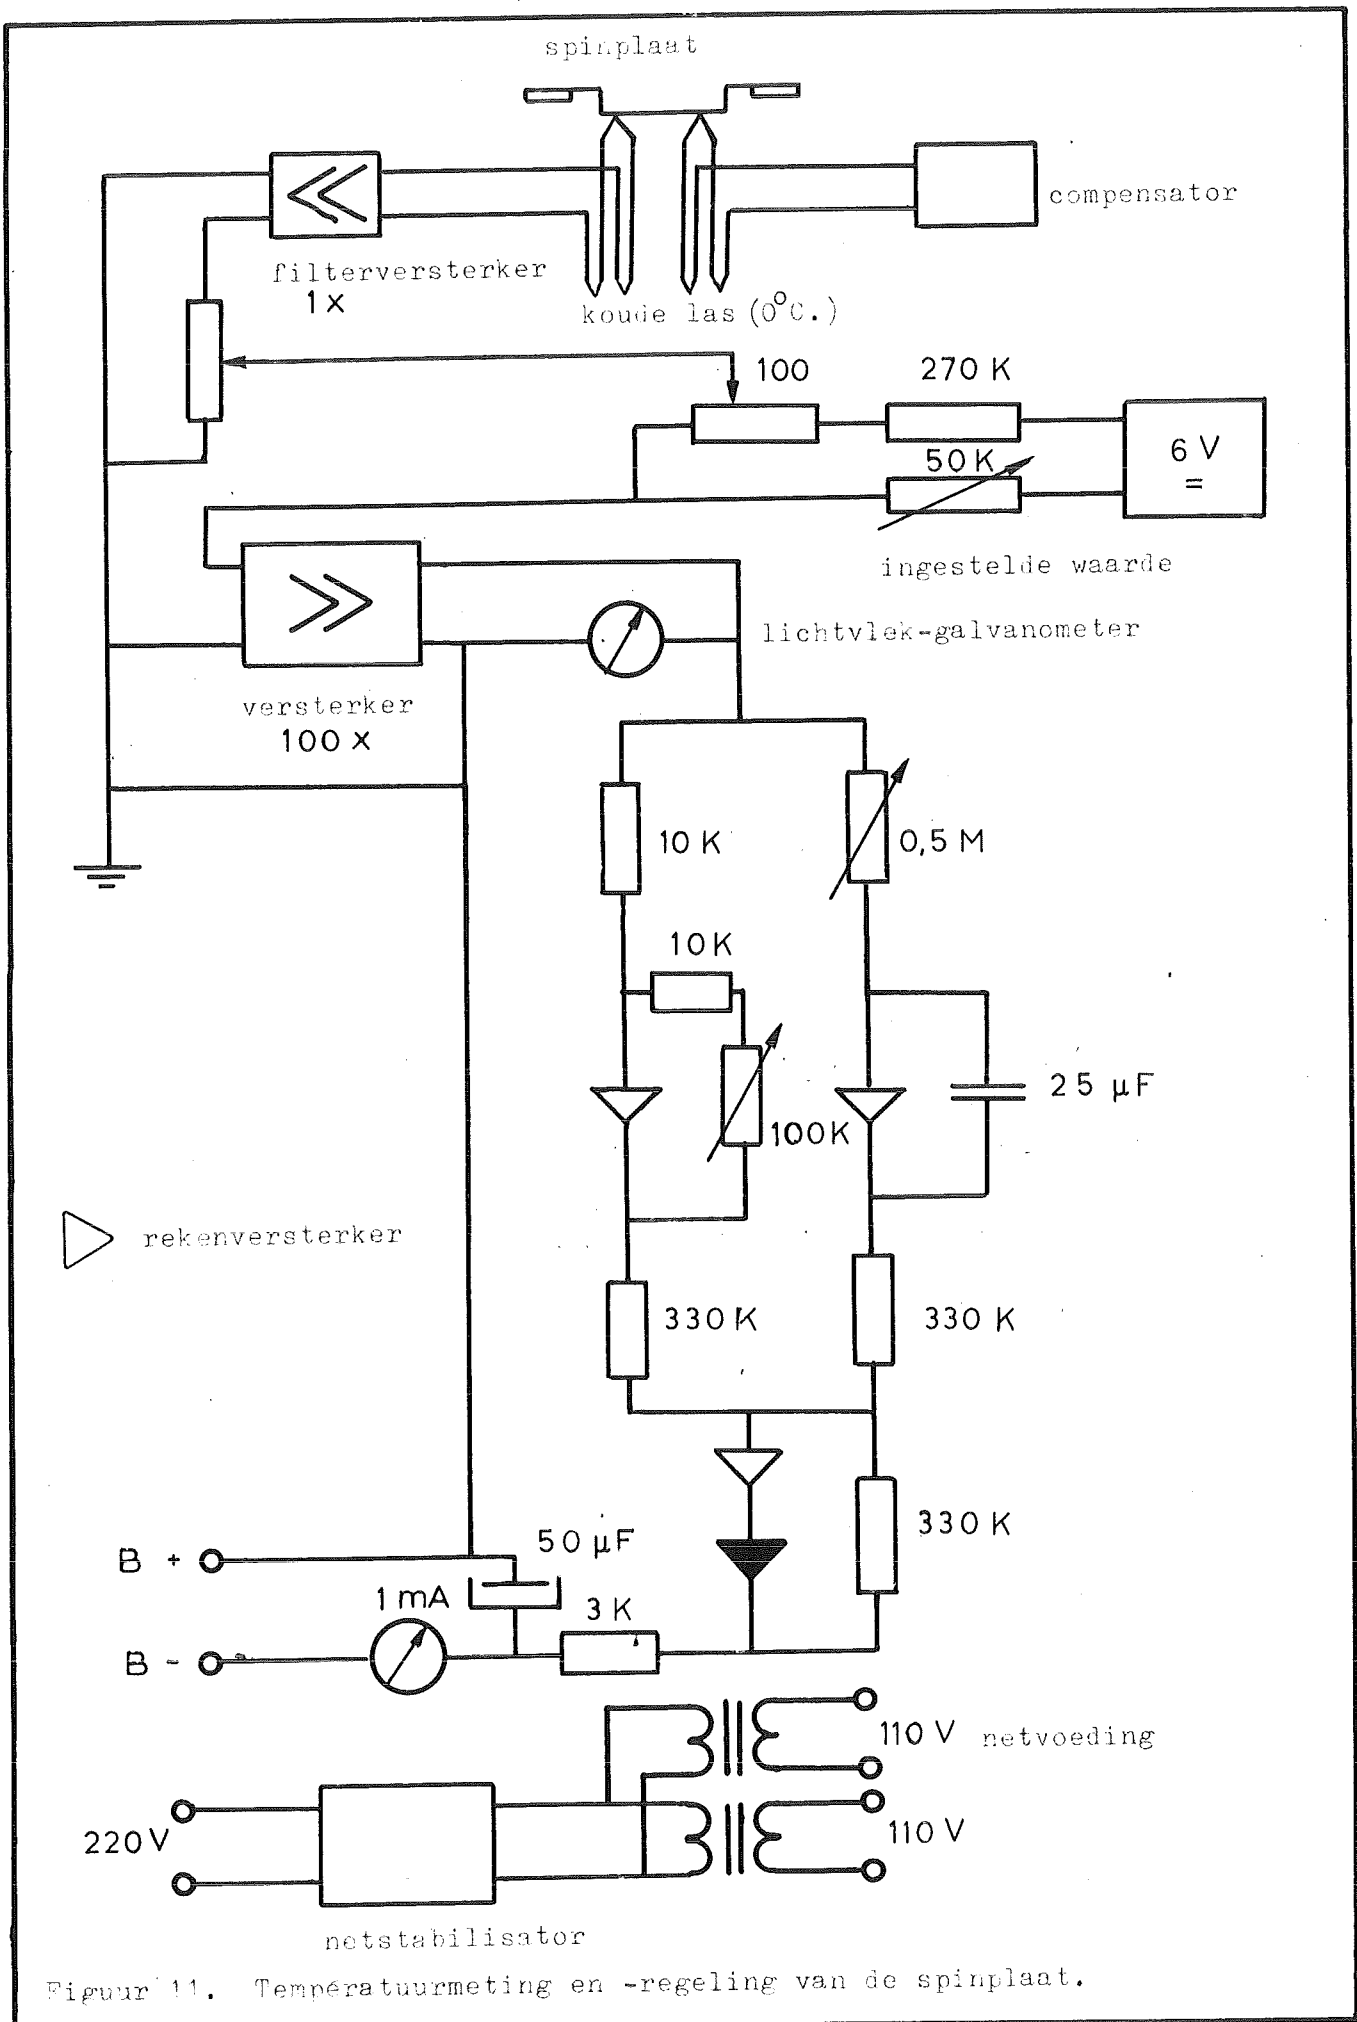 spinplaat
compensator
filterversterker
1 x
koude las (0°C.)
100
270 K
50 K
6 V
=
ingestelde waarde
lichtvlek-galvanometer
versterker
100 x
10 K
0,5 M
10 K
25 µF
100K
rekenversterker
330 K
330 K
330 K
50 µF
B +
1 mA
3 K
B -
110 V netvoeding
220 V
110 V
netstabilisator
Figuur 11. Temperatuurmeting en -regeling van de spinplaat.